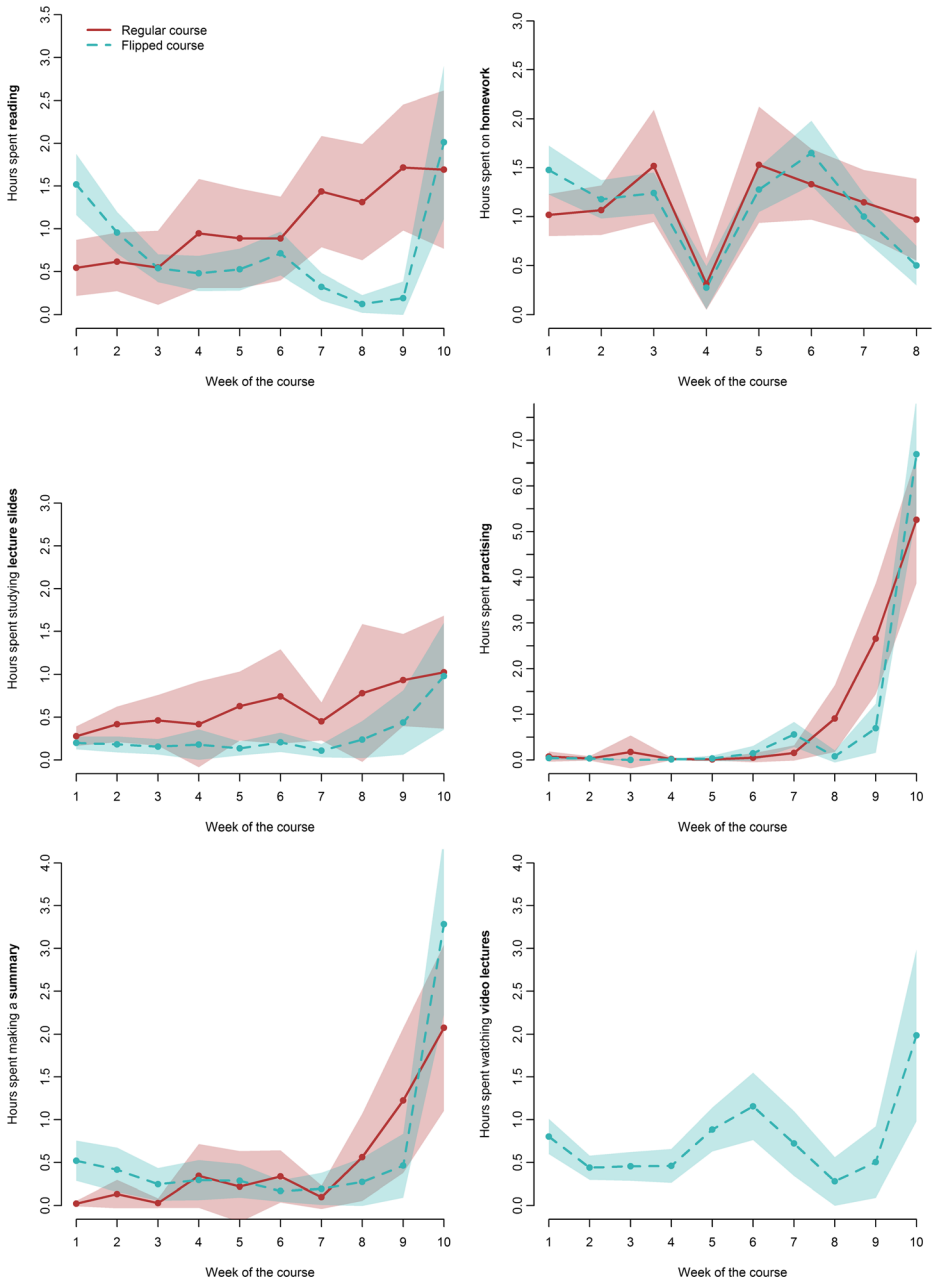 Hours spent reading
0.0 0.5 1.0 1.5 2.0 2.5 3.0 3.5
Regular course
Flipped course
1 2 3 4 5 6 7 8 9 10
Week of the course
Hours spent on homework
0.0 0.5 1.0 1.5 2.0 2.5 3.0
1 2 3 4 5 6 7 8
Week of the course
Hours spent studying lecture slides
0.0 0.5 1.0 1.5 2.0 2.5 3.0
1 2 3 4 5 6 7 8 9 10
Week of the course
Hours spent practising
0.0 1.0 2.0 3.0 4.0 5.0 6.0 7.0
1 2 3 4 5 6 7 8 9 10
Week of the course
Hours spent making a summary
0.0 0.5 1.0 1.5 2.0 2.5 3.0 3.5 4.0
1 2 3 4 5 6 7 8 9 10
Week of the course
Hours spent watching video lectures
0.0 0.5 1.0 1.5 2.0 2.5 3.0 3.5 4.0
1 2 3 4 5 6 7 8 9 10
Week of the course